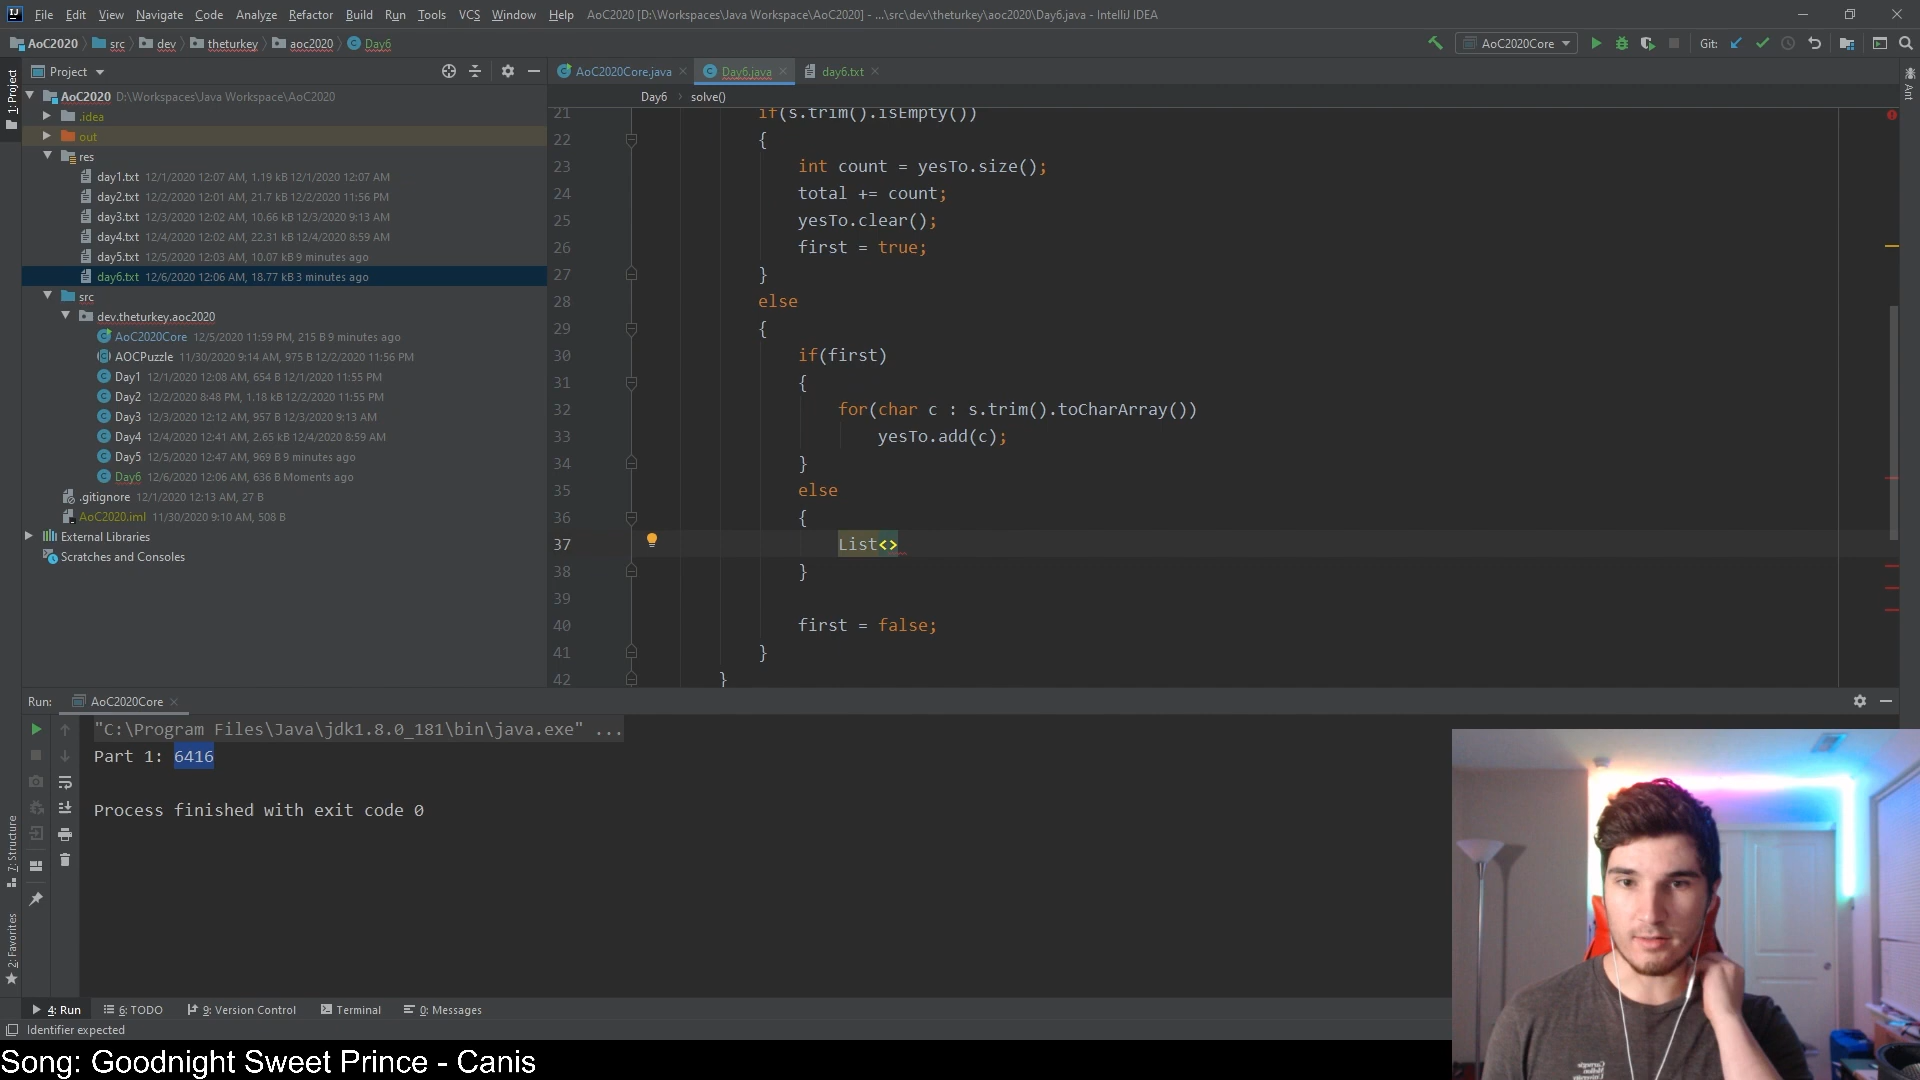 File Edit View Navigate Code Analyze Refactor Build Run Tools VCS Window Help AoC2020 [D:\Workspaces\Java Workspace\AoC2020] - ...\src\dev\theturkey\aoc2020\Day6.java - IntelliJ IDEA
AoC2020 src dev theturkey aoc2020 Day6
AoC2020Core Git:
1: Project
Project
AoC2020Core.java Day6.java day6.txt
Ant
Day6 solve()
AoC2020 D:\Workspaces\Java Workspace\AoC2020
.idea
out
res
day1.txt 12/1/2020 12:07 AM, 1.19 kB 12/1/2020 12:07 AM
day2.txt 12/2/2020 12:01 AM, 21.7 kB 12/2/2020 11:56 PM
day3.txt 12/3/2020 12:02 AM, 10.66 kB 12/3/2020 9:13 AM
day4.txt 12/4/2020 12:02 AM, 22.31 kB 12/4/2020 8:59 AM
day5.txt 12/5/2020 12:03 AM, 10.07 kB 9 minutes ago
day6.txt 12/6/2020 12:06 AM, 18.77 kB 3 minutes ago
src
dev.theturkey.aoc2020
AoC2020Core 12/5/2020 11:59 PM, 215 B 9 minutes ago
AOCPuzzle 11/30/2020 9:14 AM, 975 B 12/2/2020 11:56 PM
Day1 12/1/2020 12:08 AM, 654 B 12/1/2020 11:55 PM
Day2 12/2/2020 8:48 PM, 1.18 kB 12/2/2020 11:55 PM
Day3 12/3/2020 12:12 AM, 957 B 12/3/2020 9:13 AM
Day4 12/4/2020 12:41 AM, 2.65 kB 12/4/2020 8:59 AM
Day5 12/5/2020 12:47 AM, 969 B 9 minutes ago
Day6 12/6/2020 12:06 AM, 636 B Moments ago
.gitignore 12/1/2020 12:13 AM, 27 B
AoC2020.iml 11/30/2020 9:10 AM, 508 B
External Libraries
Scratches and Consoles
21 if(s.trim().isEmpty())
22 {
23 int count = yesTo.size();
24 total += count;
25 yesTo.clear();
26 first = true;
27 }
28 else
29 {
30 if(first)
31 {
32 for(char c : s.trim().toCharArray())
33 yesTo.add(c);
34 }
35 else
36 {
37 List<>
38 }
39
40 first = false;
41 }
42 }
Run: AoC2020Core
"C:\Program Files\Java\jdk1.8.0_181\bin\java.exe" ...
Part 1: 6416
Process finished with exit code 0
7: Structure
2: Favorites
4: Run 6: TODO 9: Version Control Terminal 0: Messages
Identifier expected
Song: Goodnight Sweet Prince - Canis